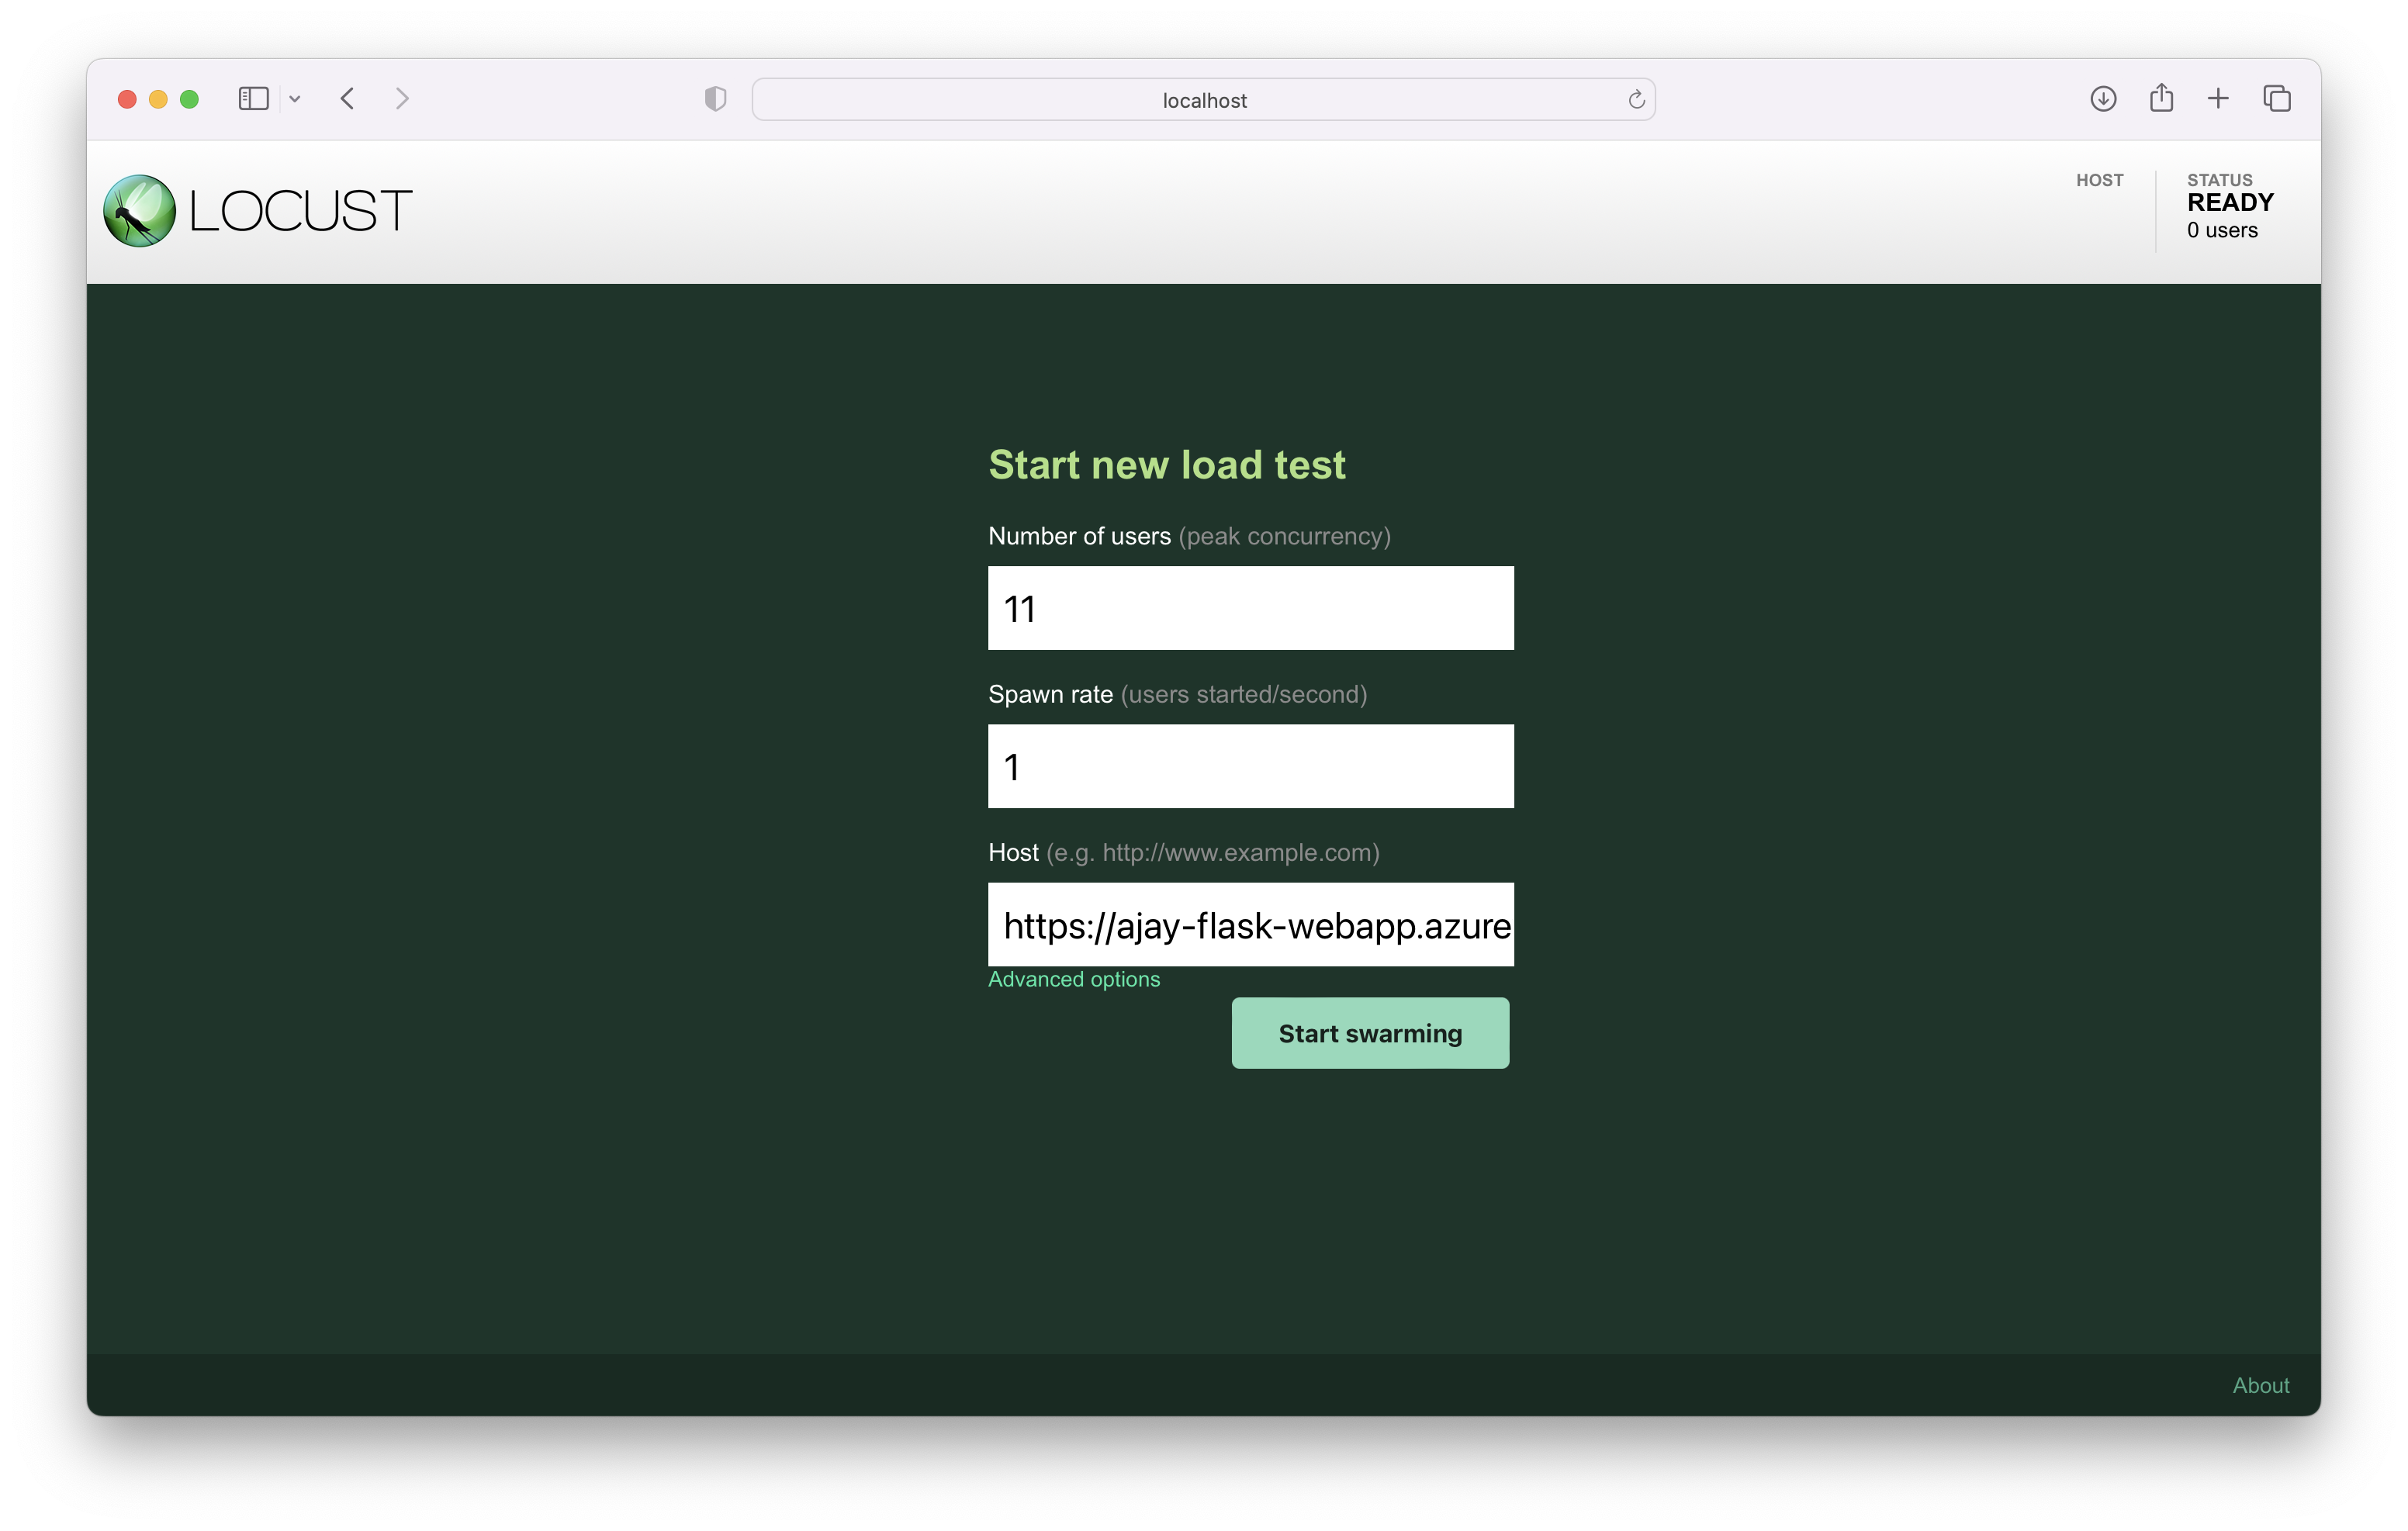 localhost
LOCUST
HOST
STATUS
READY
0 users
Start new load test
Number of users (peak concurrency)
11
Spawn rate (users started/second)
1
Host (e.g. http://www.example.com)
https://ajay-flask-webapp.azure
Advanced options
Start swarming
About